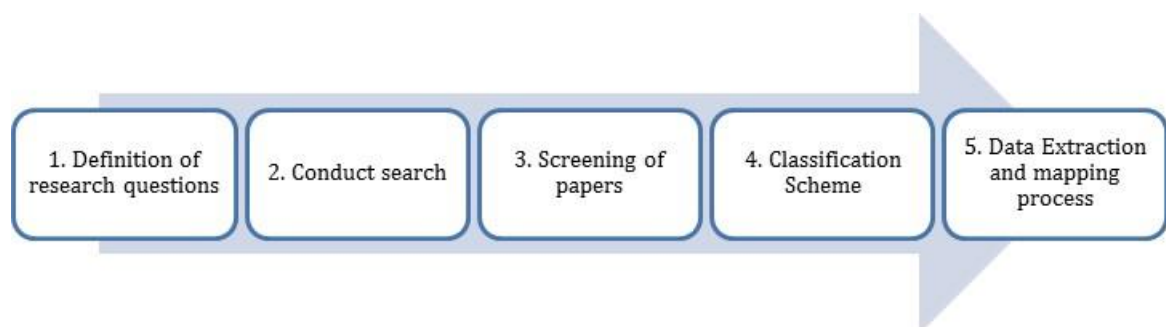 1. Definition of
research questions
2. Conduct search
3. Screening of
papers
4. Classification
Scheme
5. Data Extraction
and mapping
process